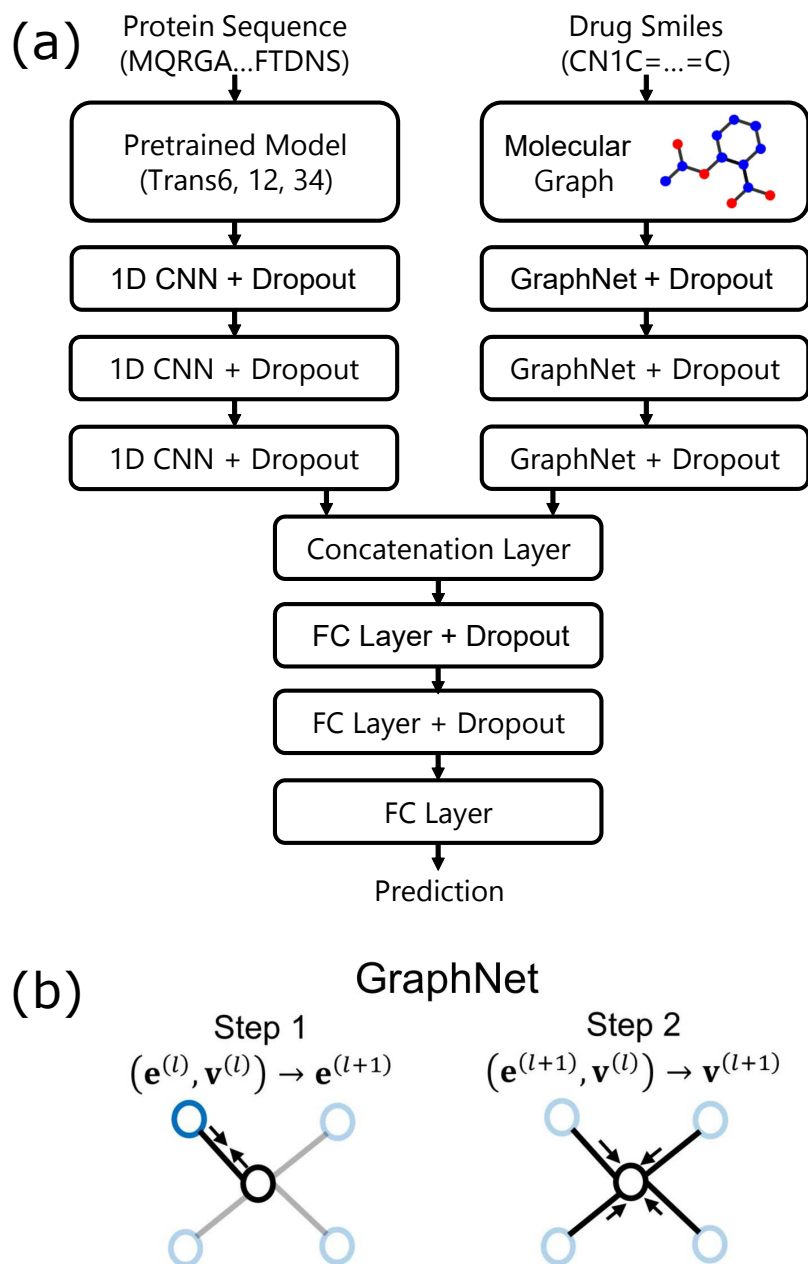 (a)
Protein Sequence
(MQRGA...FTDNS)
Drug Smiles
(CN1C=...=C)
Pretrained Model
(Trans6, 12, 34)
Molecular
Graph
1D CNN + Dropout
GraphNet + Dropout
1D CNN + Dropout
GraphNet + Dropout
1D CNN + Dropout
GraphNet + Dropout
Concatenation Layer
FC Layer + Dropout
FC Layer + Dropout
FC Layer
Prediction
(b)
GraphNet
Step 1
(𝐞^(l), 𝐯^(l)) → 𝐞^(l+1)
Step 2
(𝐞^(l+1), 𝐯^(l)) → 𝐯^(l+1)